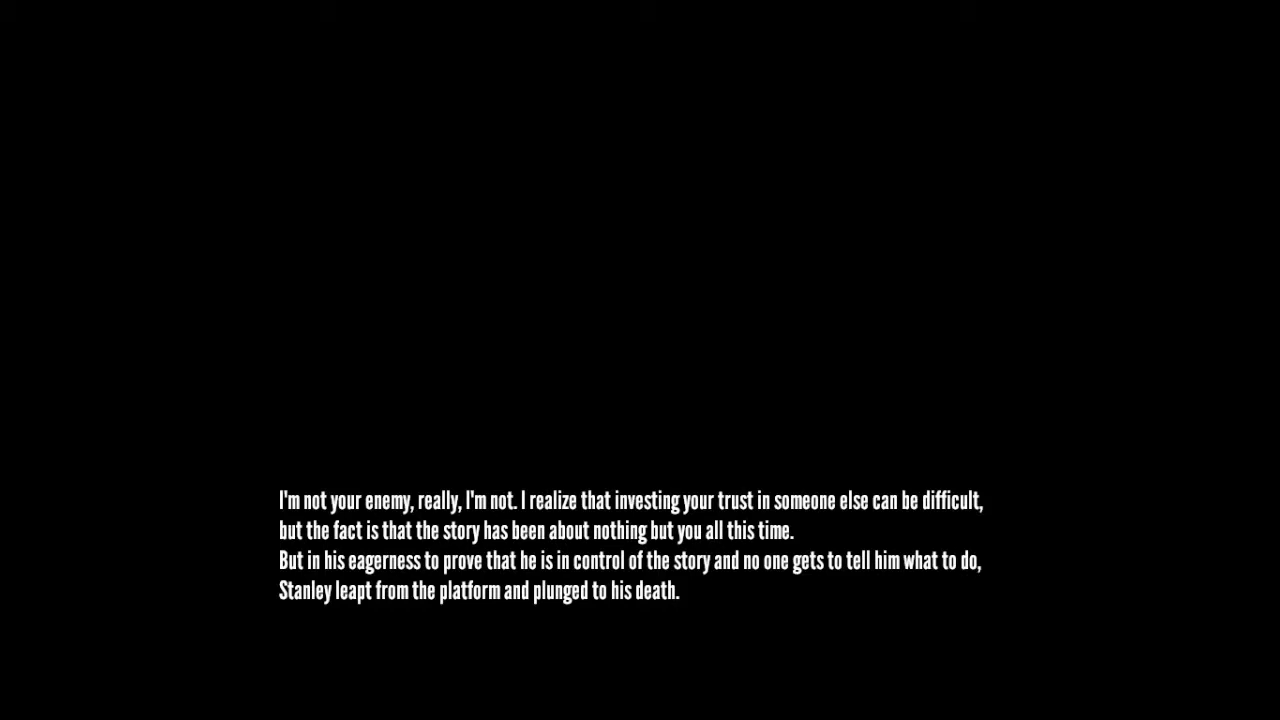 I'm not your enemy, really, I'm not. I realize that investing your trust in someone else can be difficult,
but the fact is that the story has been about nothing but you all this time.
But in his eagerness to prove that he is in control of the story and no one gets to tell him what to do,
Stanley leapt from the platform and plunged to his death.